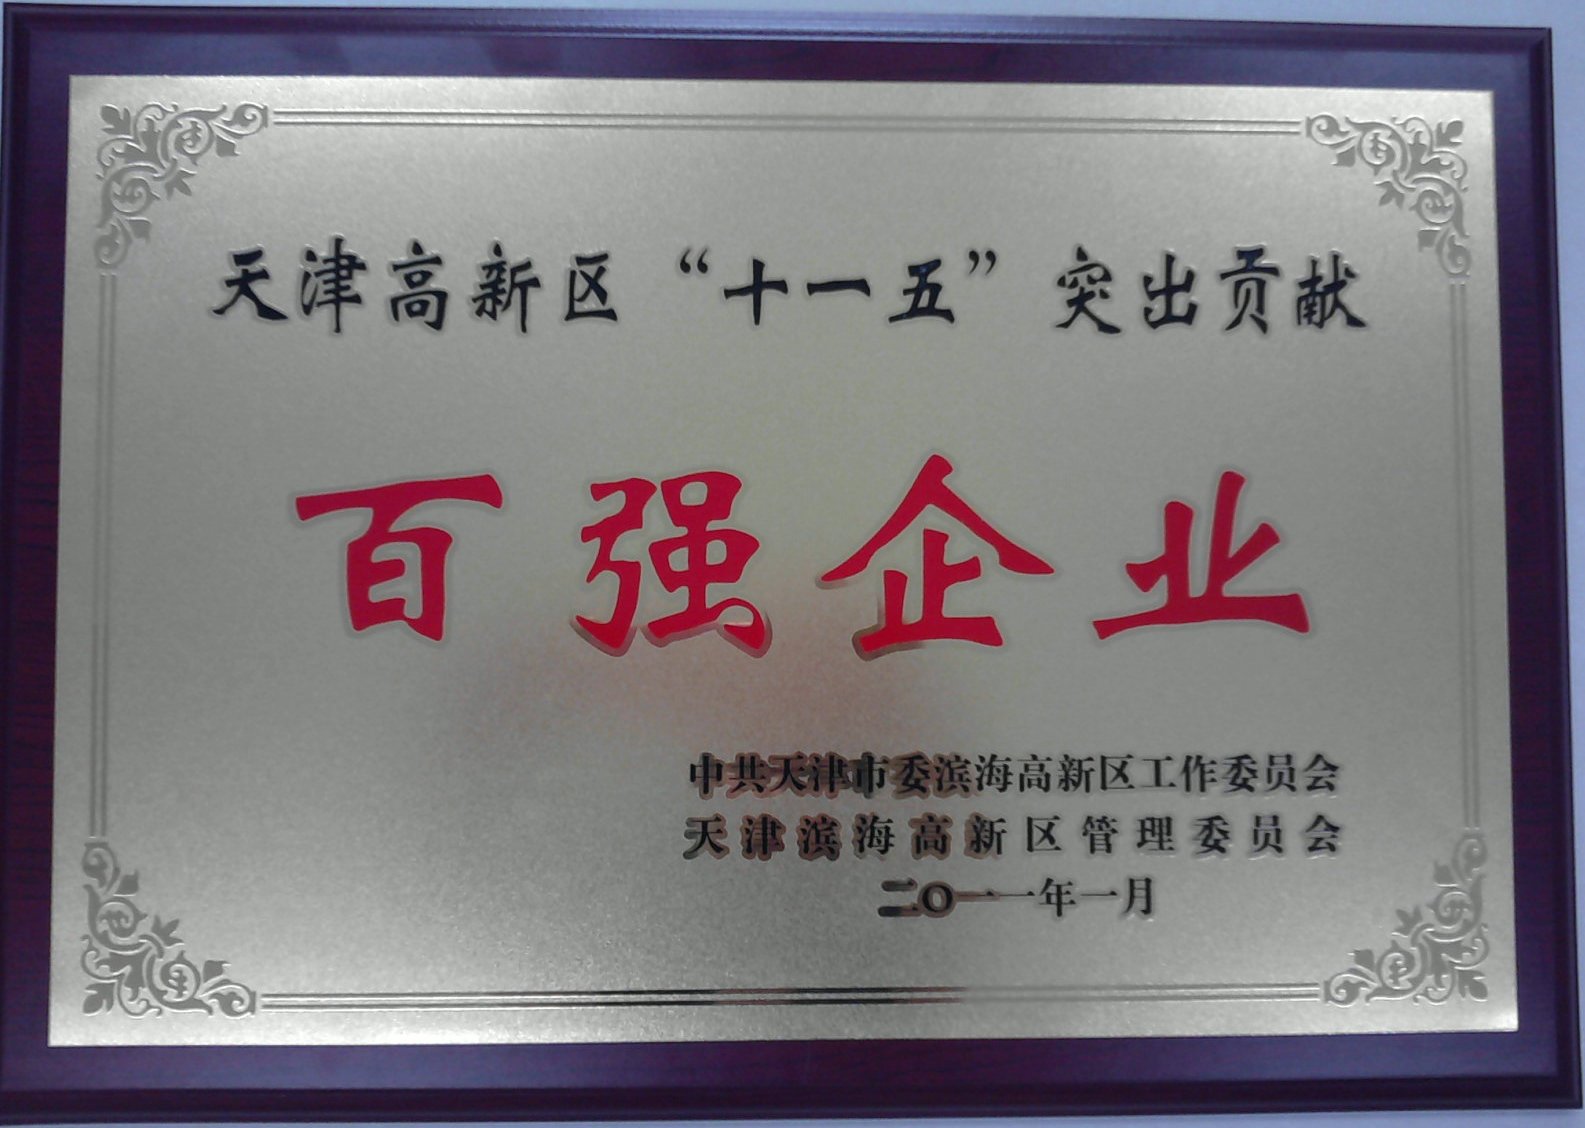 天津高新区“十一五”突出贡献
百强企业
中共天津市委滨海高新区工作委员会
天津滨海高新区管理委员会
二〇一一年一月